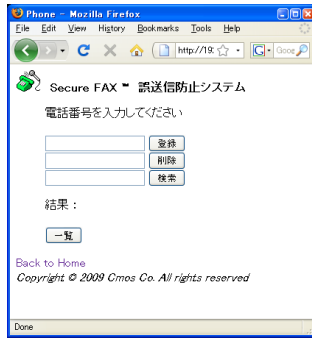 Phone - Mozilla Firefox
File Edit View History Bookmarks Tools Help
http://19
Secure FAX ™ 誤送信防止システム
電話番号を入力してください
登録
削除
検索
結果：
一覧
Back to Home
Copyright © 2009 Cmos Co. All rights reserved
Done